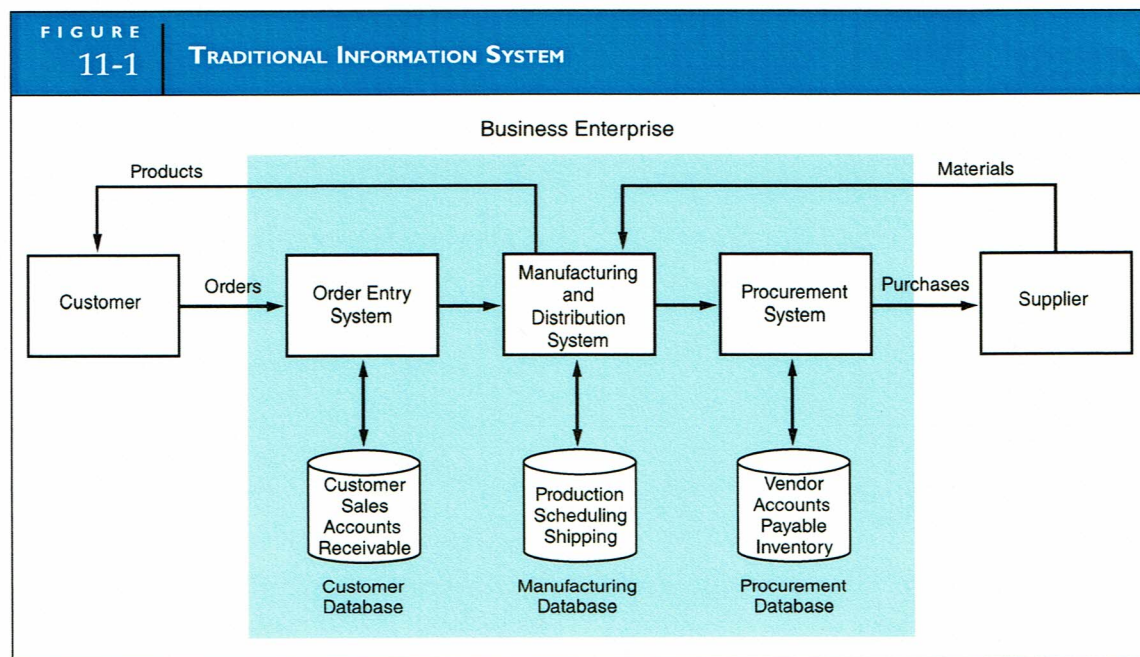 FIGURE
11-1
TRADITIONAL INFORMATION SYSTEM
Business Enterprise
Products
Materials
Customer
Orders
Order Entry
System
Manufacturing
and
Distribution
System
Procurement
System
Purchases
Supplier
Customer
Sales
Accounts
Receivable
Production
Scheduling
Shipping
Vendor
Accounts
Payable
Inventory
Customer
Database
Manufacturing
Database
Procurement
Database